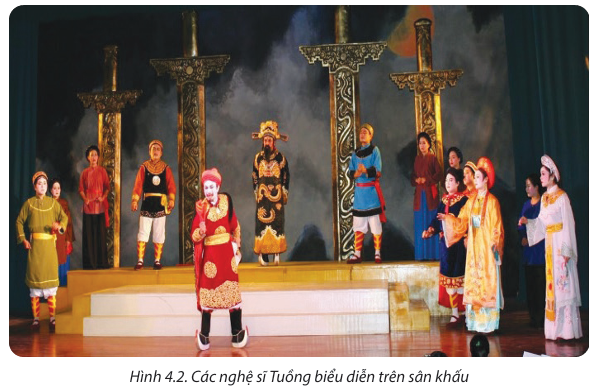 Hình 4.2. Các nghệ sĩ Tuồng biểu diễn trên sân khấu